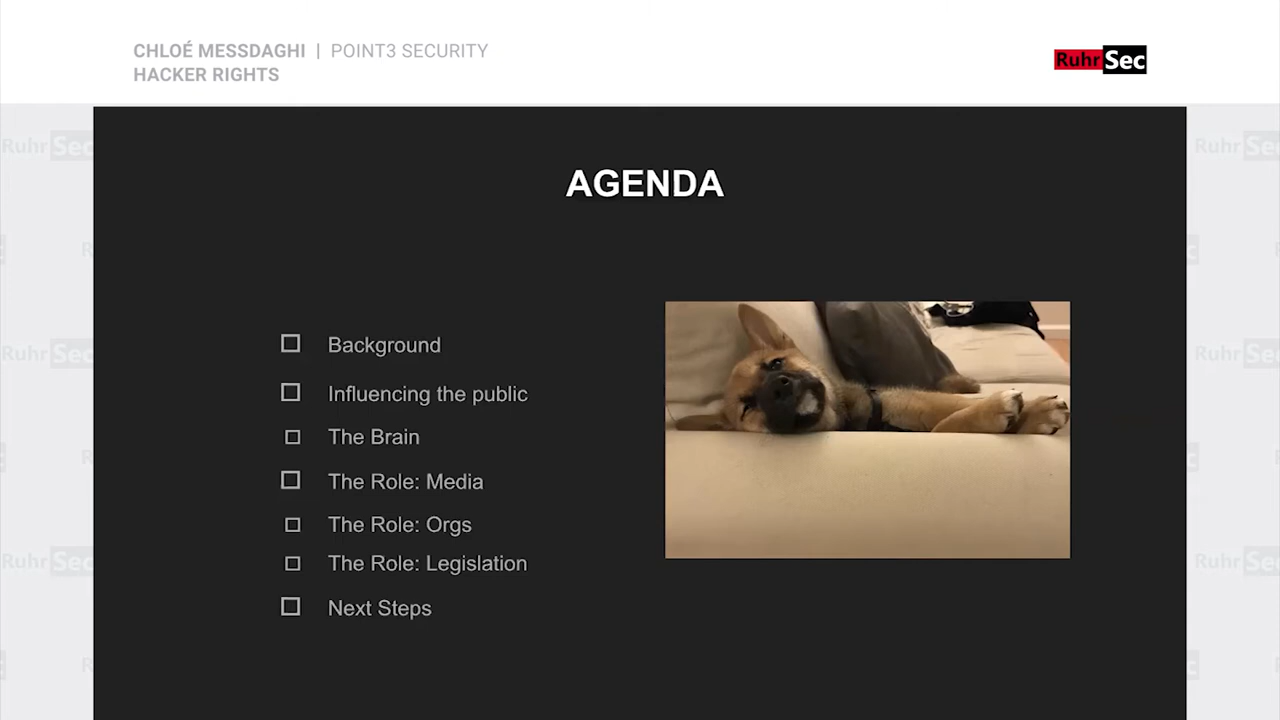 CHLOÉ MESSDAGHI | POINT3 SECURITY
HACKER RIGHTS
RuhrSec
AGENDA
Background
Influencing the public
The Brain
The Role: Media
The Role: Orgs
The Role: Legislation
Next Steps